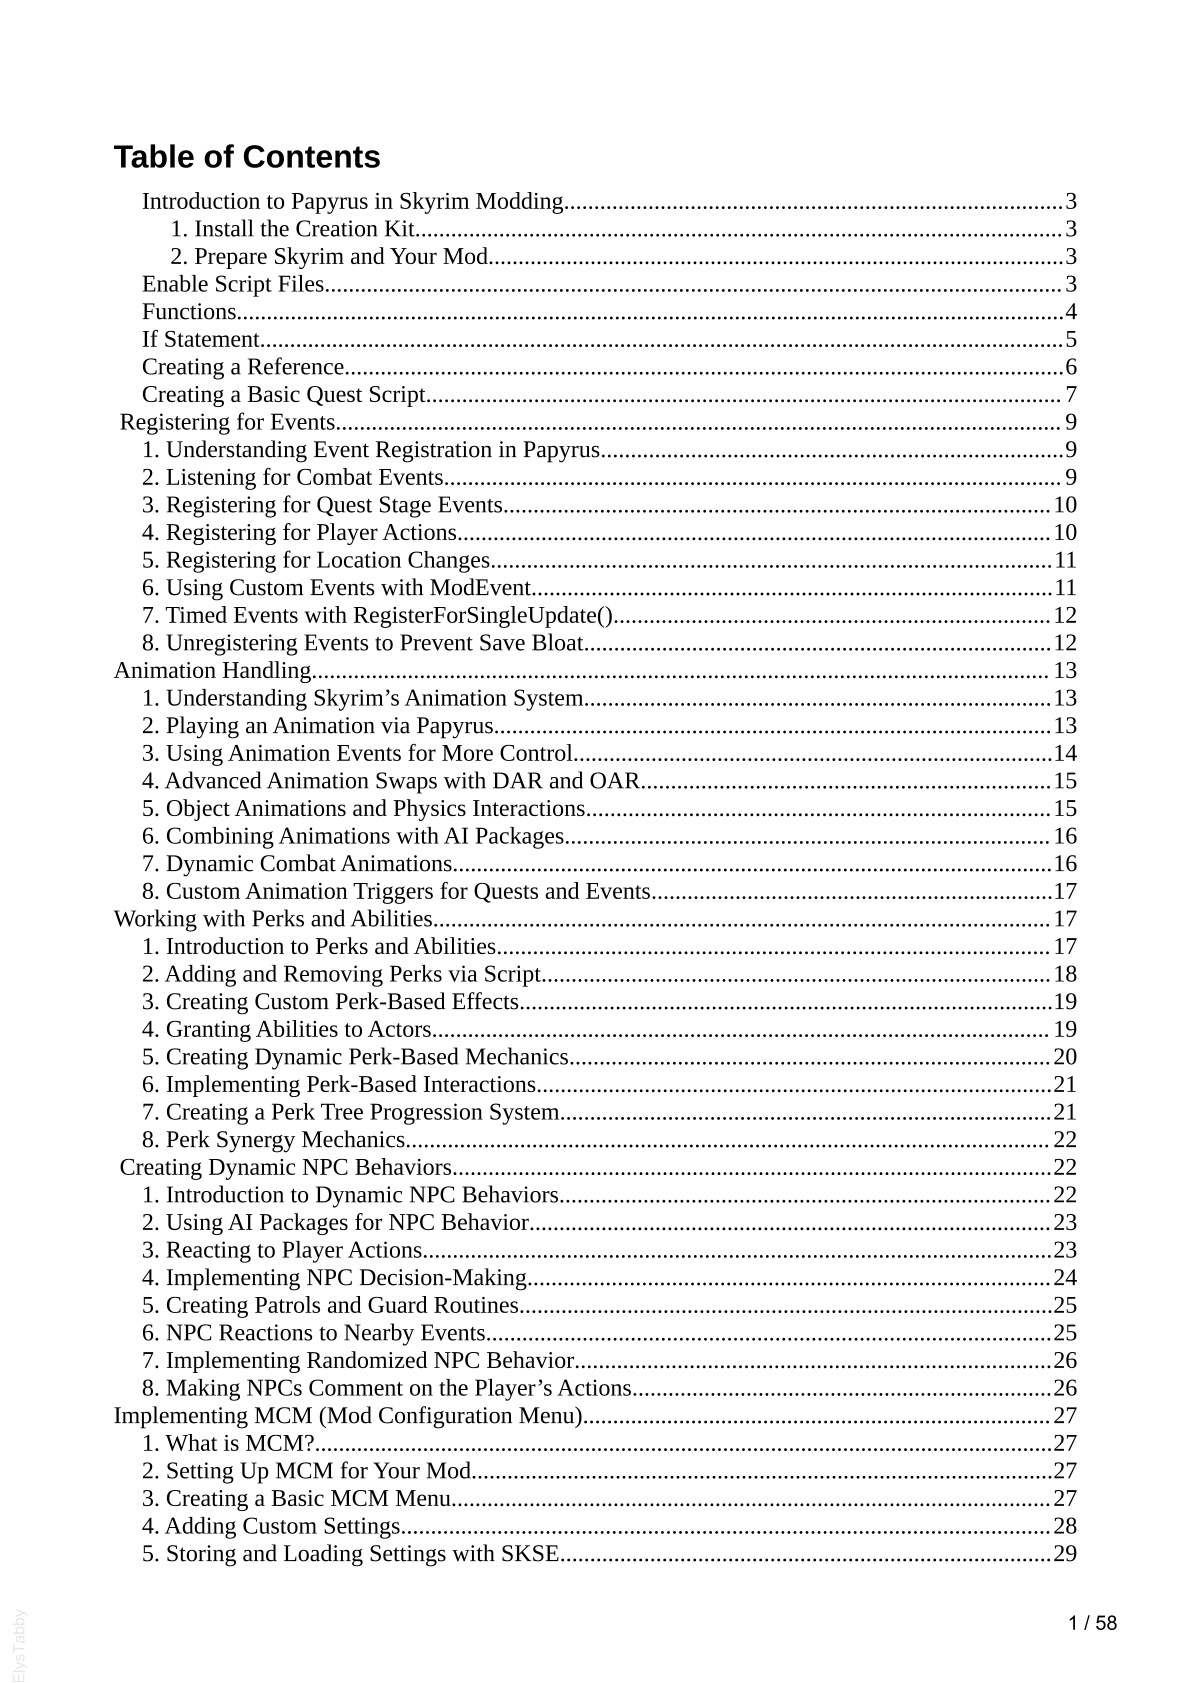 Table of Contents
Introduction to Papyrus in Skyrim Modding....................................................................................3
1. Install the Creation Kit.............................................................................................................3
2. Prepare Skyrim and Your Mod.................................................................................................3
Enable Script Files............................................................................................................................3
Functions...........................................................................................................................................4
If Statement.......................................................................................................................................5
Creating a Reference.........................................................................................................................6
Creating a Basic Quest Script...........................................................................................................7
Registering for Events..........................................................................................................................9
1. Understanding Event Registration in Papyrus..............................................................................9
2. Listening for Combat Events........................................................................................................9
3. Registering for Quest Stage Events............................................................................................10
4. Registering for Player Actions....................................................................................................10
5. Registering for Location Changes..............................................................................................11
6. Using Custom Events with ModEvent.......................................................................................11
7. Timed Events with RegisterForSingleUpdate()..........................................................................12
8. Unregistering Events to Prevent Save Bloat...............................................................................12
Animation Handling............................................................................................................................13
1. Understanding Skyrim’s Animation System...............................................................................13
2. Playing an Animation via Papyrus..............................................................................................13
3. Using Animation Events for More Control................................................................................14
4. Advanced Animation Swaps with DAR and OAR.....................................................................15
5. Object Animations and Physics Interactions..............................................................................15
6. Combining Animations with AI Packages..................................................................................16
7. Dynamic Combat Animations.....................................................................................................16
8. Custom Animation Triggers for Quests and Events...................................................................17
Working with Perks and Abilities........................................................................................................17
1. Introduction to Perks and Abilities.............................................................................................17
2. Adding and Removing Perks via Script......................................................................................18
3. Creating Custom Perk-Based Effects.........................................................................................19
4. Granting Abilities to Actors........................................................................................................19
5. Creating Dynamic Perk-Based Mechanics.................................................................................20
6. Implementing Perk-Based Interactions.......................................................................................21
7. Creating a Perk Tree Progression System...................................................................................21
8. Perk Synergy Mechanics.............................................................................................................22
Creating Dynamic NPC Behaviors.....................................................................................................22
1. Introduction to Dynamic NPC Behaviors...................................................................................22
2. Using AI Packages for NPC Behavior........................................................................................23
3. Reacting to Player Actions..........................................................................................................23
4. Implementing NPC Decision-Making........................................................................................24
5. Creating Patrols and Guard Routines.........................................................................................25
6. NPC Reactions to Nearby Events...............................................................................................25
7. Implementing Randomized NPC Behavior................................................................................26
8. Making NPCs Comment on the Player’s Actions.......................................................................26
Implementing MCM (Mod Configuration Menu)...............................................................................27
1. What is MCM?............................................................................................................................27
2. Setting Up MCM for Your Mod..................................................................................................27
3. Creating a Basic MCM Menu.....................................................................................................27
4. Adding Custom Settings.............................................................................................................28
5. Storing and Loading Settings with SKSE...................................................................................29
1 / 58
ElysTabby